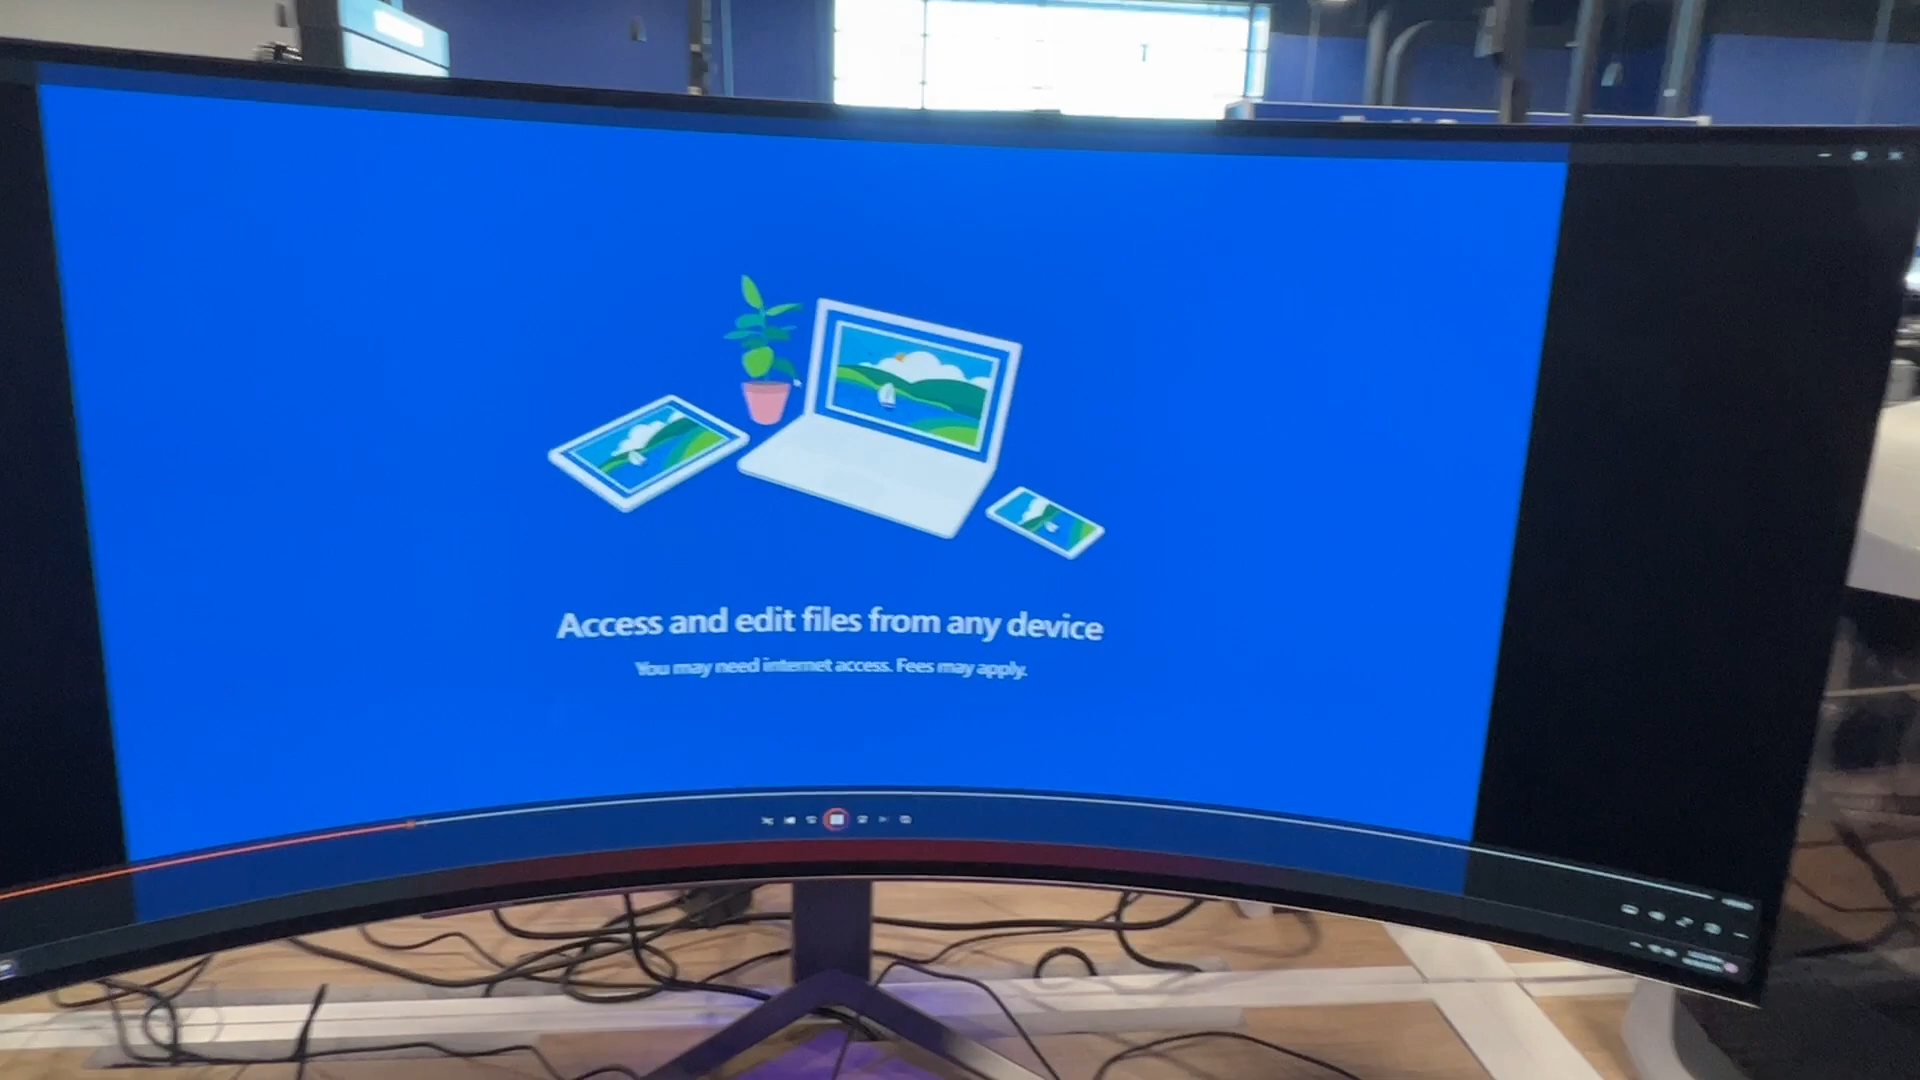 Access and edit files from any device
You may need internet access. Fees may apply.